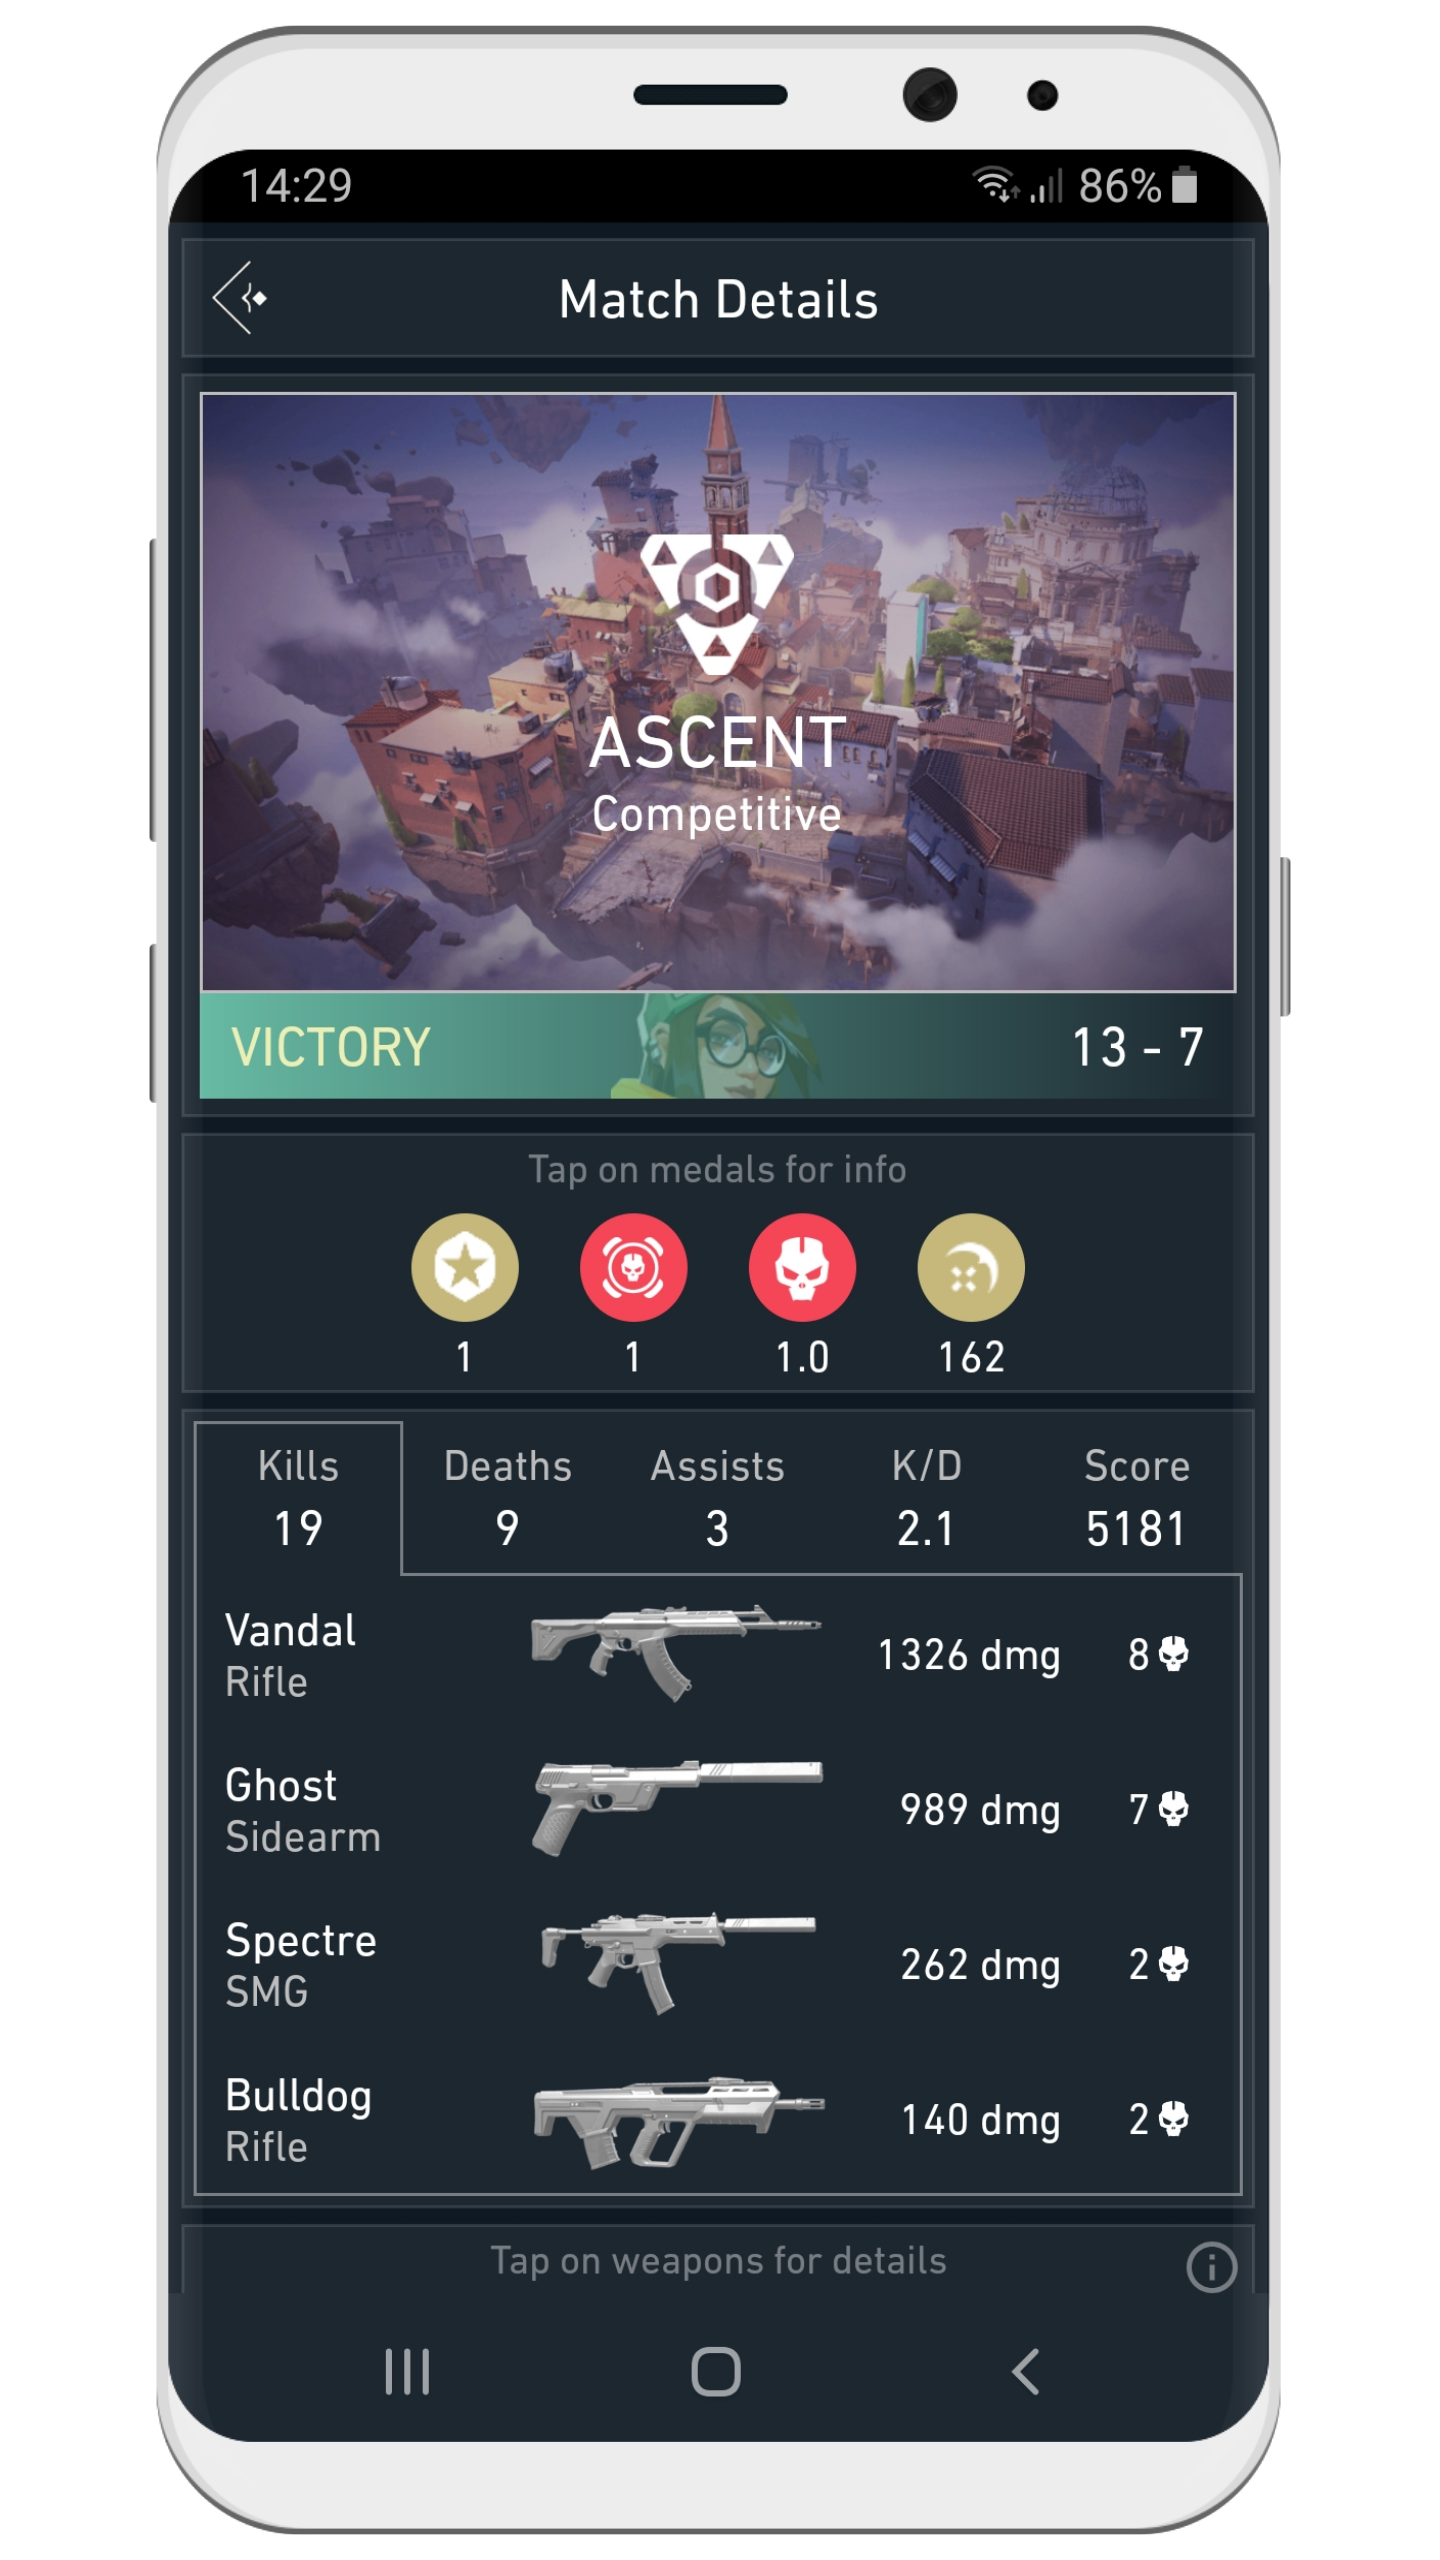 14:29 86%
Match Details
ASCENT
Competitive
VICTORY 13 - 7
Tap on medals for info
1 1 1.0 162
Kills Deaths Assists K/D Score
19 9 3 2.1 5181
Vandal
Rifle
1326 dmg 8
Ghost
Sidearm
989 dmg 7
Spectre
SMG
262 dmg 2
Bulldog
Rifle
140 dmg 2
Tap on weapons for details